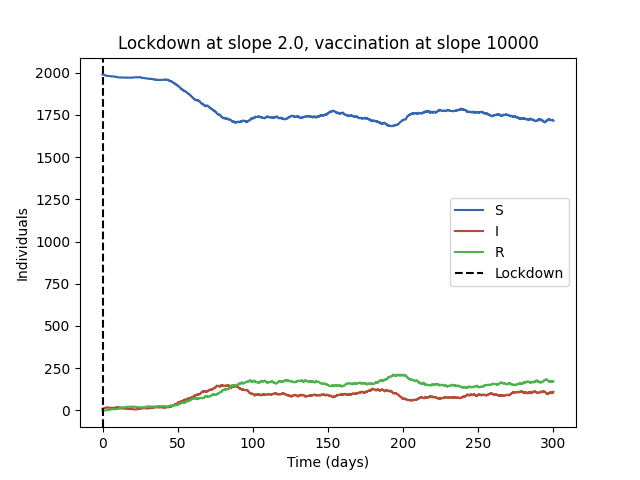 Lockdown at slope 2.0, vaccination at slope 10000
2000
1750
1500
1250
1000
750
500
250
0
Individuals
S
I
R
Lockdown
0 50 100 150 200 250 300
Time (days)